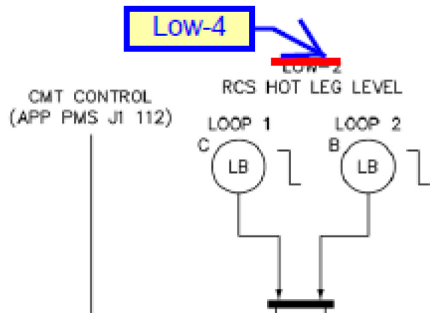 Low-4
LOW-2
RCS HOT LEG LEVEL
CMT CONTROL
(APP PMS J1 112)
LOOP 1
LOOP 2
C
LB
B
LB